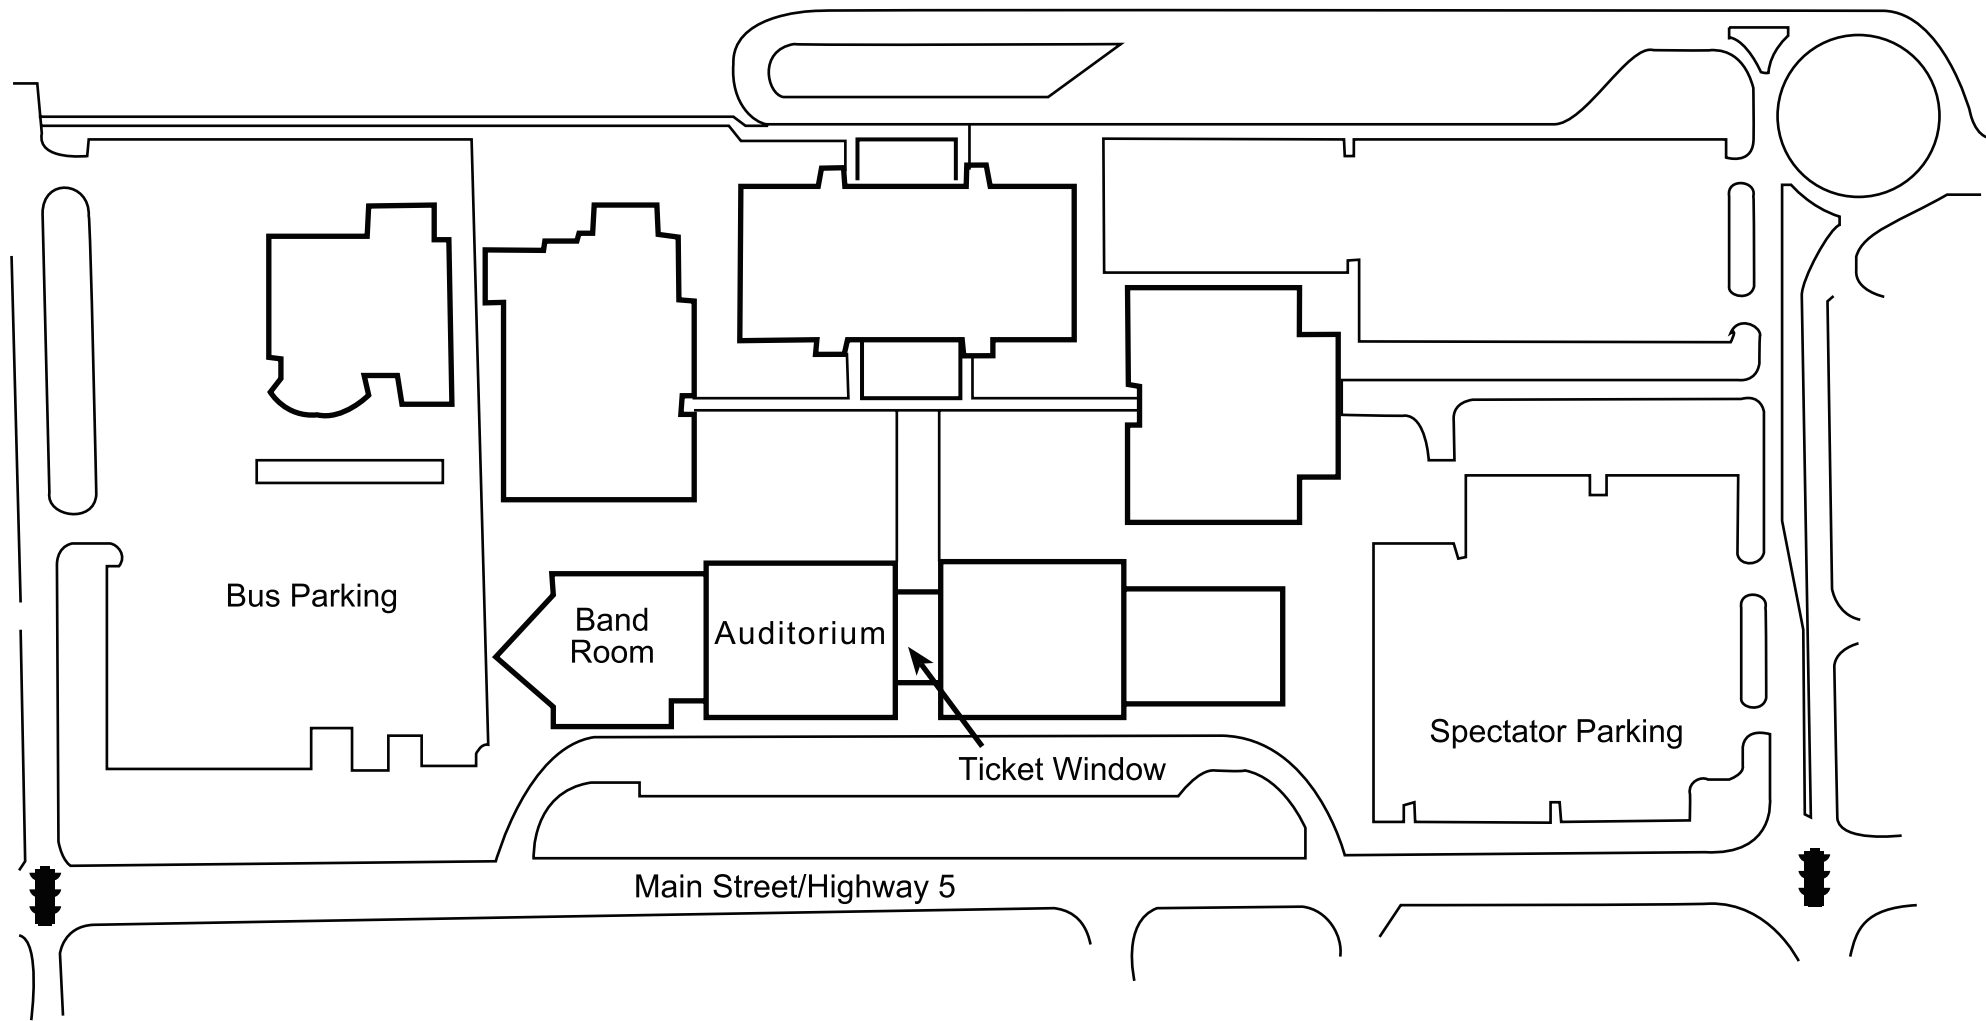 Bus Parking
Band
Room
Auditorium
Spectator Parking
Ticket Window
Main Street/Highway 5